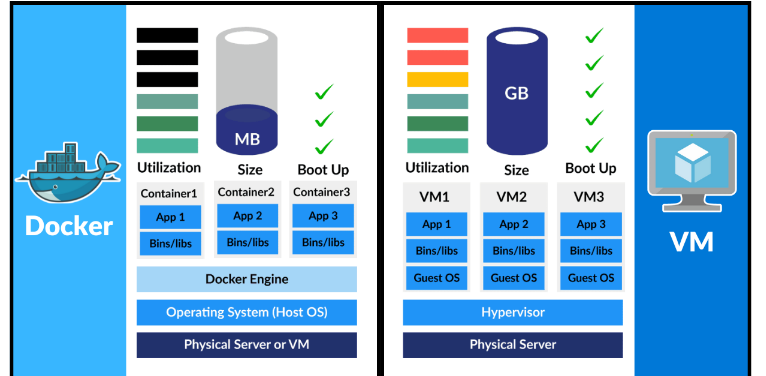 Docker
MB
Utilization
Size
Boot Up
Container1
Container2
Container3
App 1
App 2
App 3
Bins/libs
Bins/libs
Bins/libs
Docker Engine
Operating System (Host OS)
Physical Server or VM
GB
Utilization
Size
Boot Up
VM1
VM2
VM3
App 1
App 2
App 3
Bins/libs
Bins/libs
Bins/libs
Guest OS
Guest OS
Guest OS
Hypervisor
Physical Server
VM